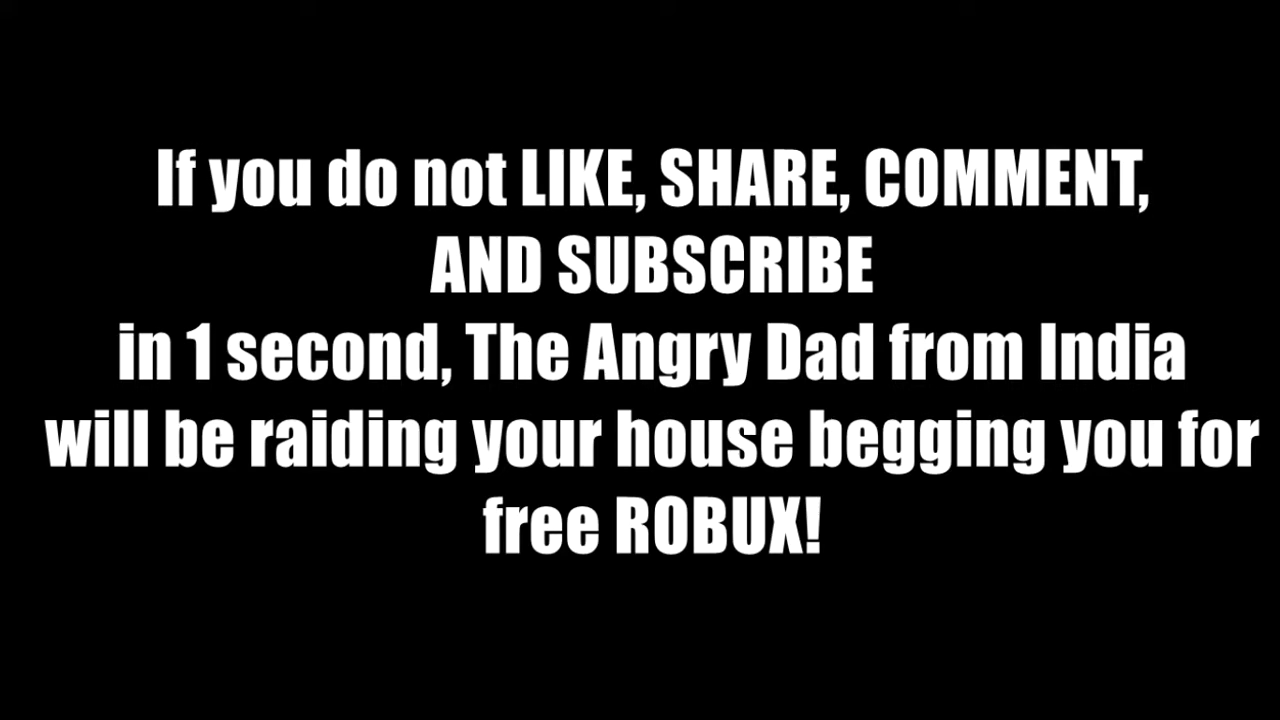 If you do not LIKE, SHARE, COMMENT,
AND SUBSCRIBE
in 1 second, The Angry Dad from India
will be raiding your house begging you for
free ROBUX!